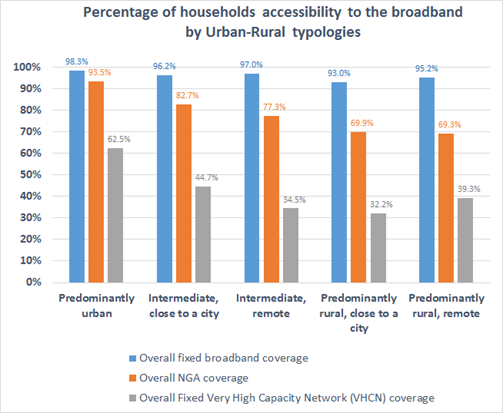 Percentage of households accessibility to the broadband
by Urban-Rural typologies
100%
90%
80%
70%
60%
50%
40%
30%
20%
10%
0%
98.3%
93.5%
62.5%
96.2%
82.7%
44.7%
97.0%
77.3%
34.5%
93.0%
69.9%
32.2%
95.2%
69.3%
39.3%
Predominantly
urban
Intermediate,
close to a city
Intermediate,
remote
Predominantly
rural, close to a
city
Predominantly
rural, remote
Overall fixed broadband coverage
Overall NGA coverage
Overall Fixed Very High Capacity Network (VHCN) coverage